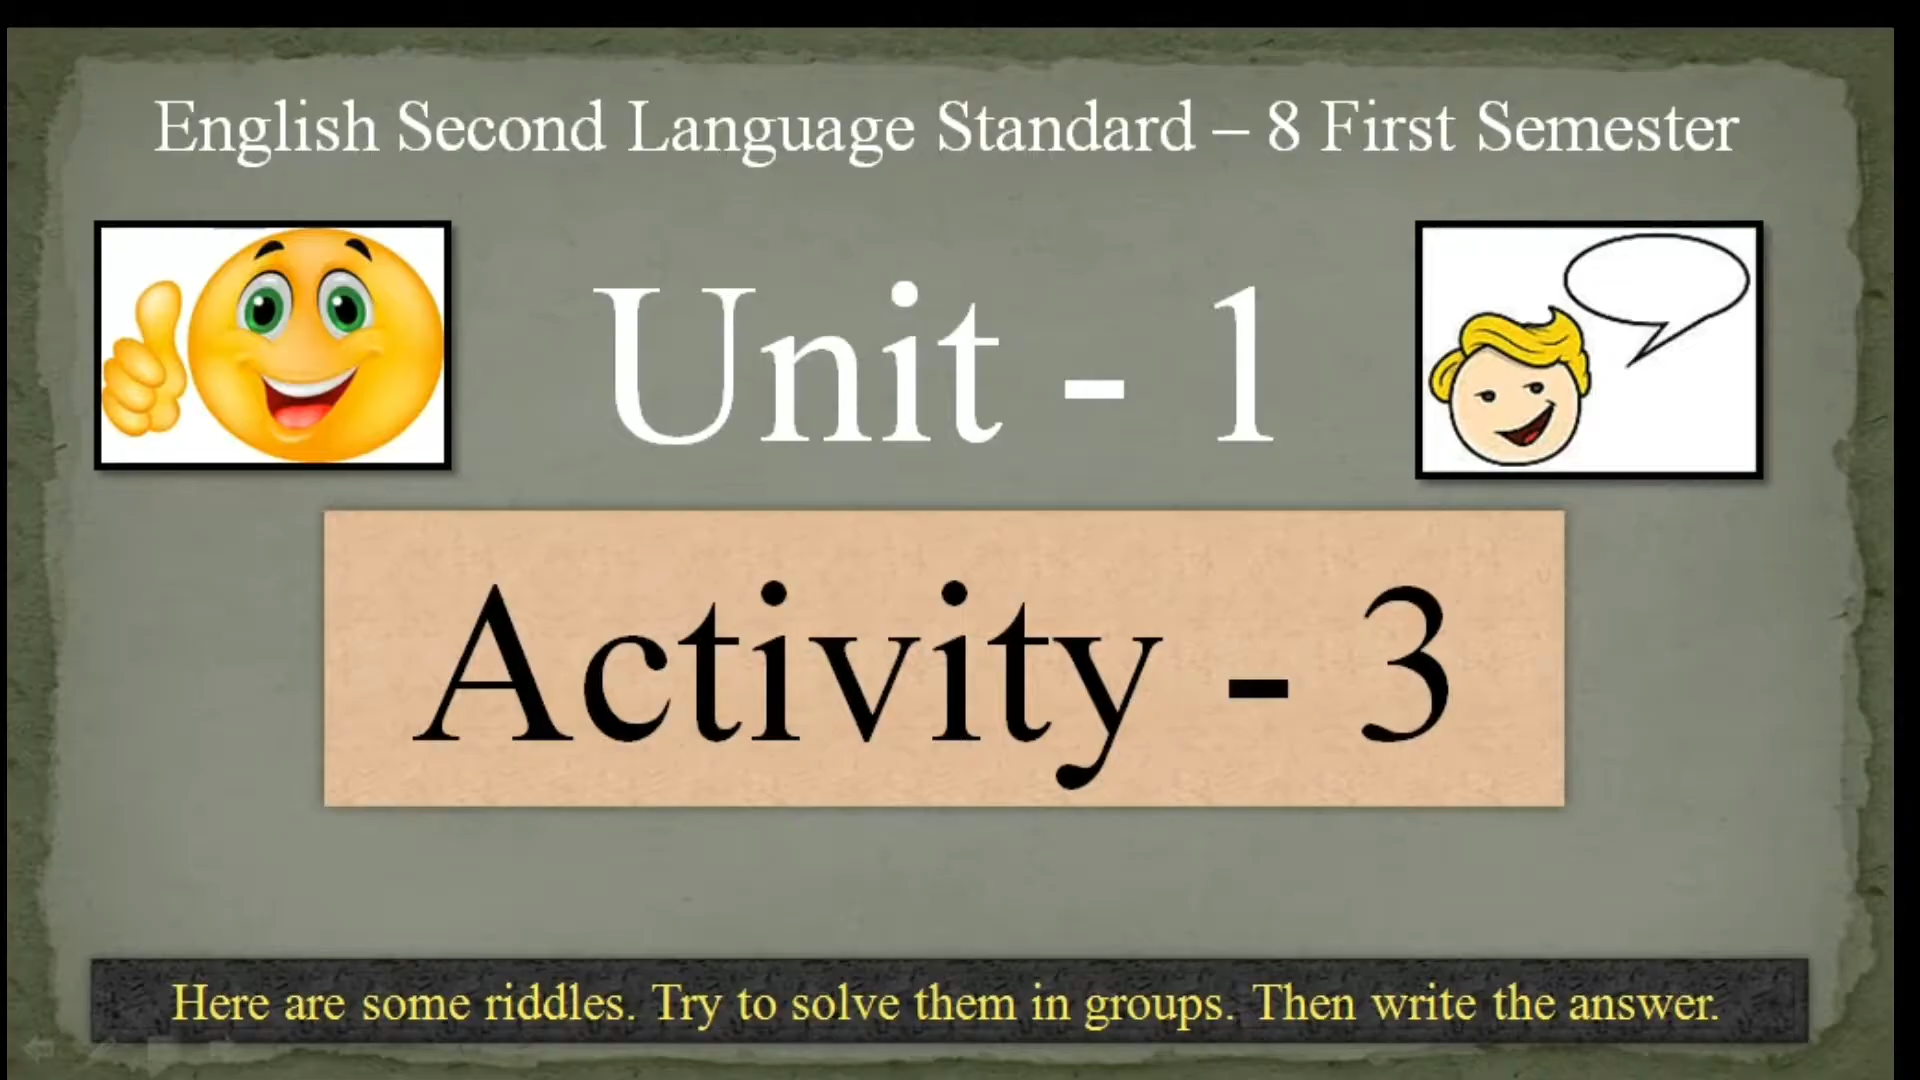 English Second Language Standard – 8 First Semester
Unit - 1
Activity - 3
Here are some riddles. Try to solve them in groups. Then write the answer.